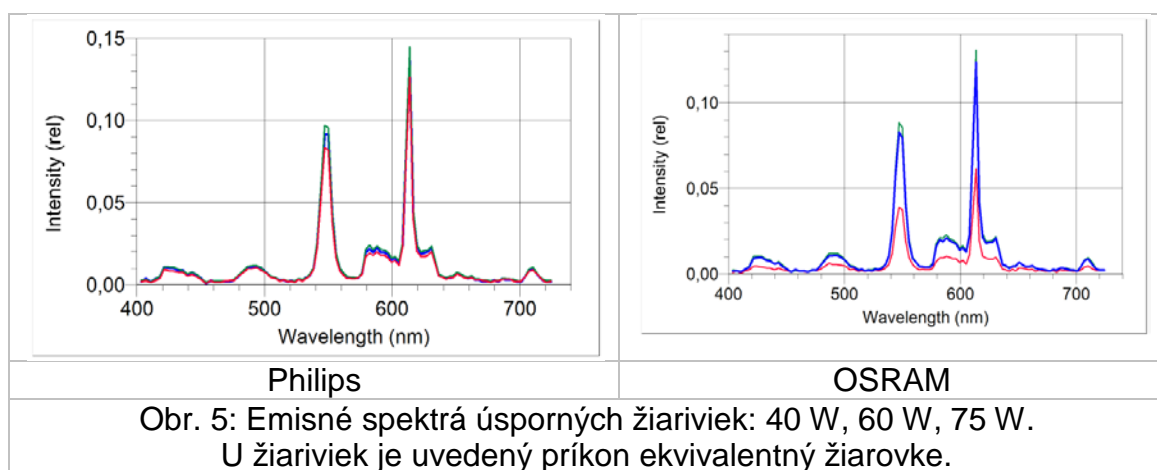 0,15
0,10
0,05
0,00
Intensity (rel)
400
500
600
700
Wavelength (nm)
0,10
0,05
0,00
Intensity (rel)
400
500
600
700
Wavelength (nm)
Philips
OSRAM
Obr. 5: Emisné spektrá úsporných žiariviek: 40 W, 60 W, 75 W.
U žiariviek je uvedený príkon ekvivalentný žiarovke.